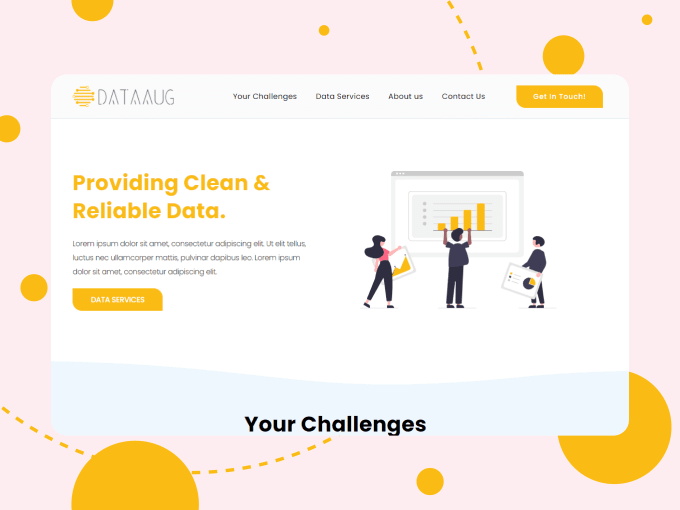 DATAAUG
Your Challenges
Data Services
About us
Contact Us
Get In Touch!
Providing Clean &
Reliable Data.
Lorem ipsum dolor sit amet, consectetur adipiscing elit. Ut elit tellus,
luctus nec ullamcorper mattis, pulvinar dapibus leo. Lorem ipsum
dolor sit amet, consectetur adipiscing elit.
DATA SERVICES
Your Challenges